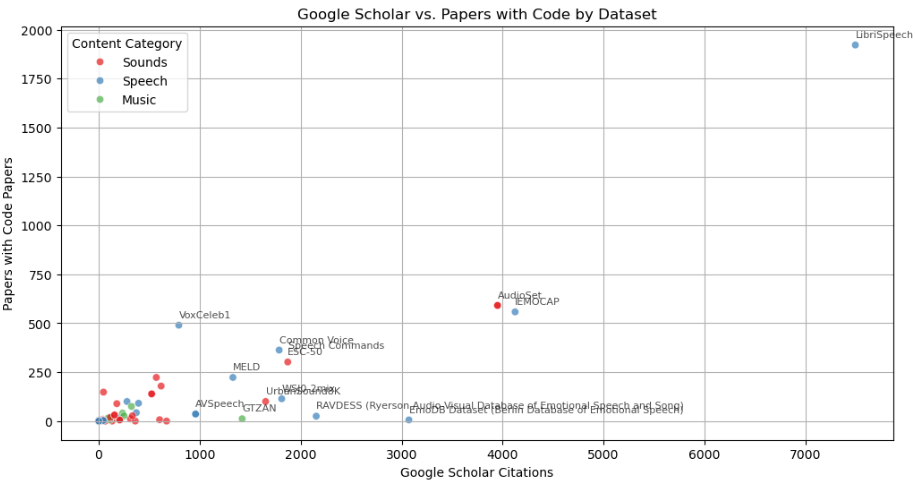 Google Scholar vs. Papers with Code by Dataset
Content Category
Sounds
Speech
Music
LibriSpeech
AudioSet
IEMOCAP
VoxCeleb1
Common Voice
Speech Commands
ESC-50
MELD
WSJ0-2mix
UrbanSound8K
AVSpeech
GTZAN
RAVDESS (Ryerson Audio-Visual Database of Emotional Speech and Song)
EmoDB Dataset (Berlin Database of Emotional Speech)
2000
1750
1500
1250
1000
750
500
250
0
Papers with Code Papers
0 1000 2000 3000 4000 5000 6000 7000
Google Scholar Citations